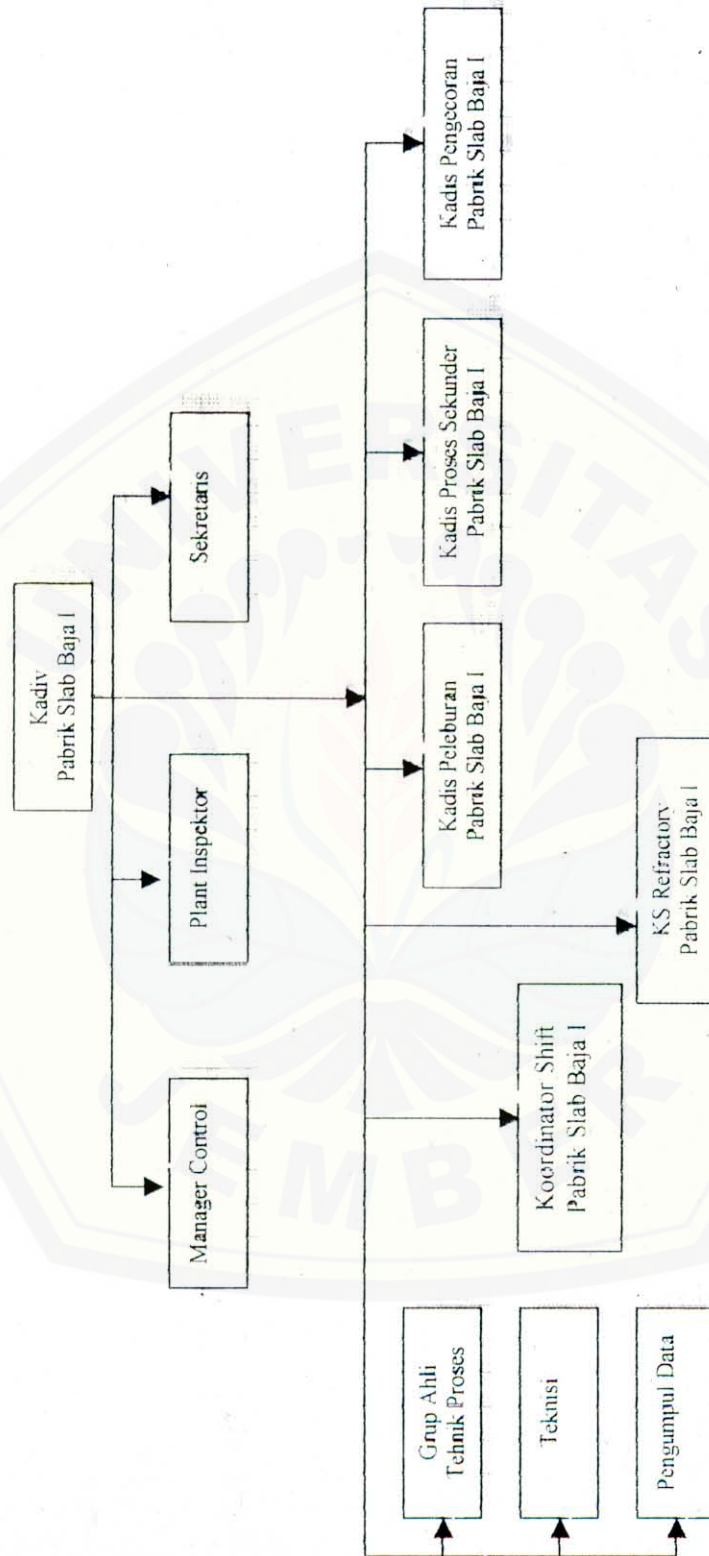 Kadiv
Pabrik Slab Baja I
Manager Control
Plant Inspektor
Sekretaris
Grup Ahli
Tehnik Proses
Teknisi
Pengumpul Data
Koordinator Shift
Pabrik Slab Baja I
KS Refractory
Pabrik Slab Baja I
Kadis Peleburan
Pabrik Slab Baja I
Kadis Proses Sekunder
Pabrik Slab Baja I
Kadis Pengecoran
Pabrik Slab Baja I
UNIVERSITAS
JEMBER